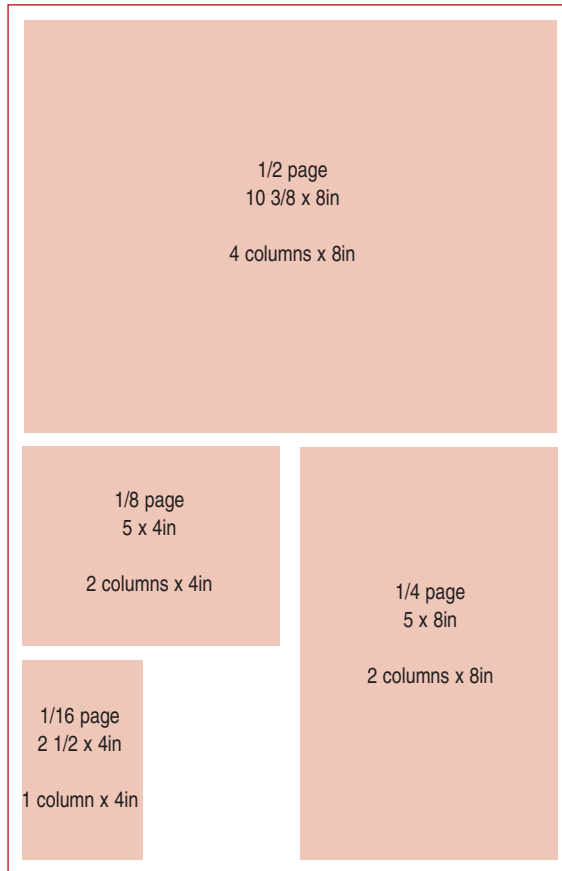 1/2 page
10 3/8 x 8in
4 columns x 8in
1/8 page
5 x 4in
2 columns x 4in
1/4 page
5 x 8in
2 columns x 8in
1/16 page
2 1/2 x 4in
1 column x 4in